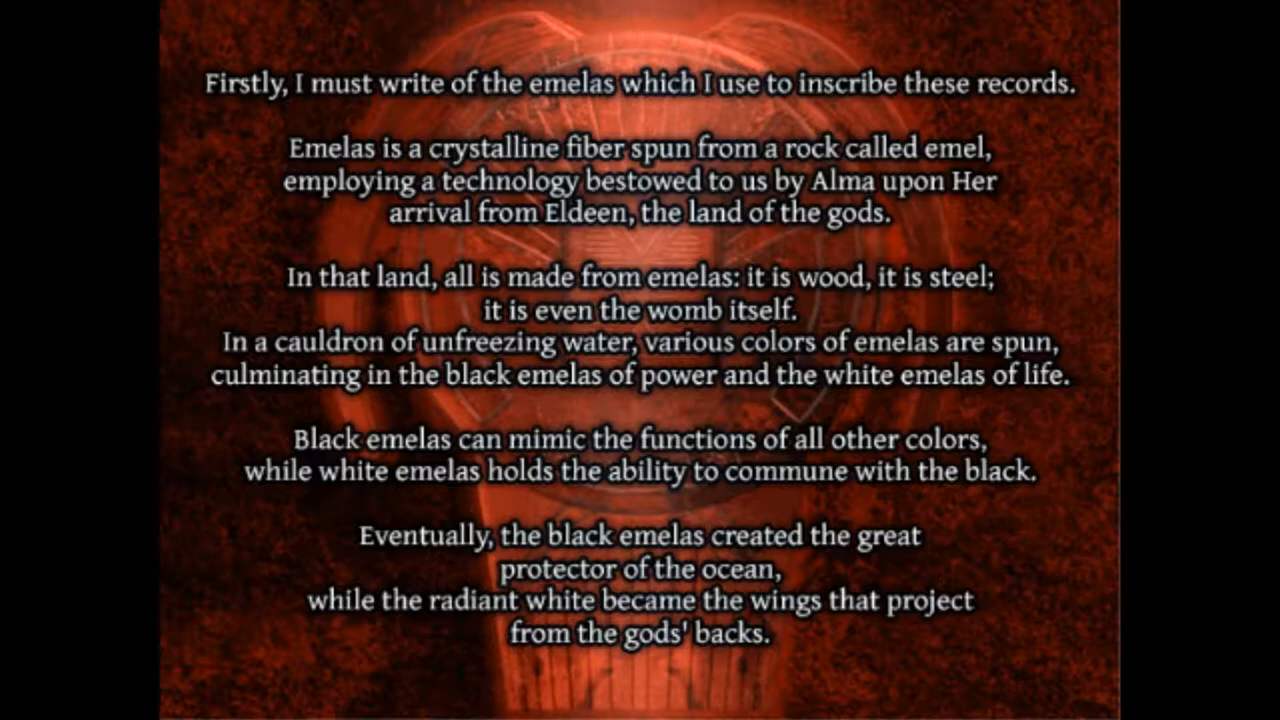 Firstly, I must write of the emelas which I use to inscribe these records.
Emelas is a crystalline fiber spun from a rock called emel,
employing a technology bestowed to us by Alma upon Her
arrival from Eldeen, the land of the gods.
In that land, all is made from emelas: it is wood, it is steel;
it is even the womb itself.
In a cauldron of unfreezing water, various colors of emelas are spun,
culminating in the black emelas of power and the white emelas of life.
Black emelas can mimic the functions of all other colors,
while white emelas holds the ability to commune with the black.
Eventually, the black emelas created the great
protector of the ocean,
while the radiant white became the wings that project
from the gods' backs.